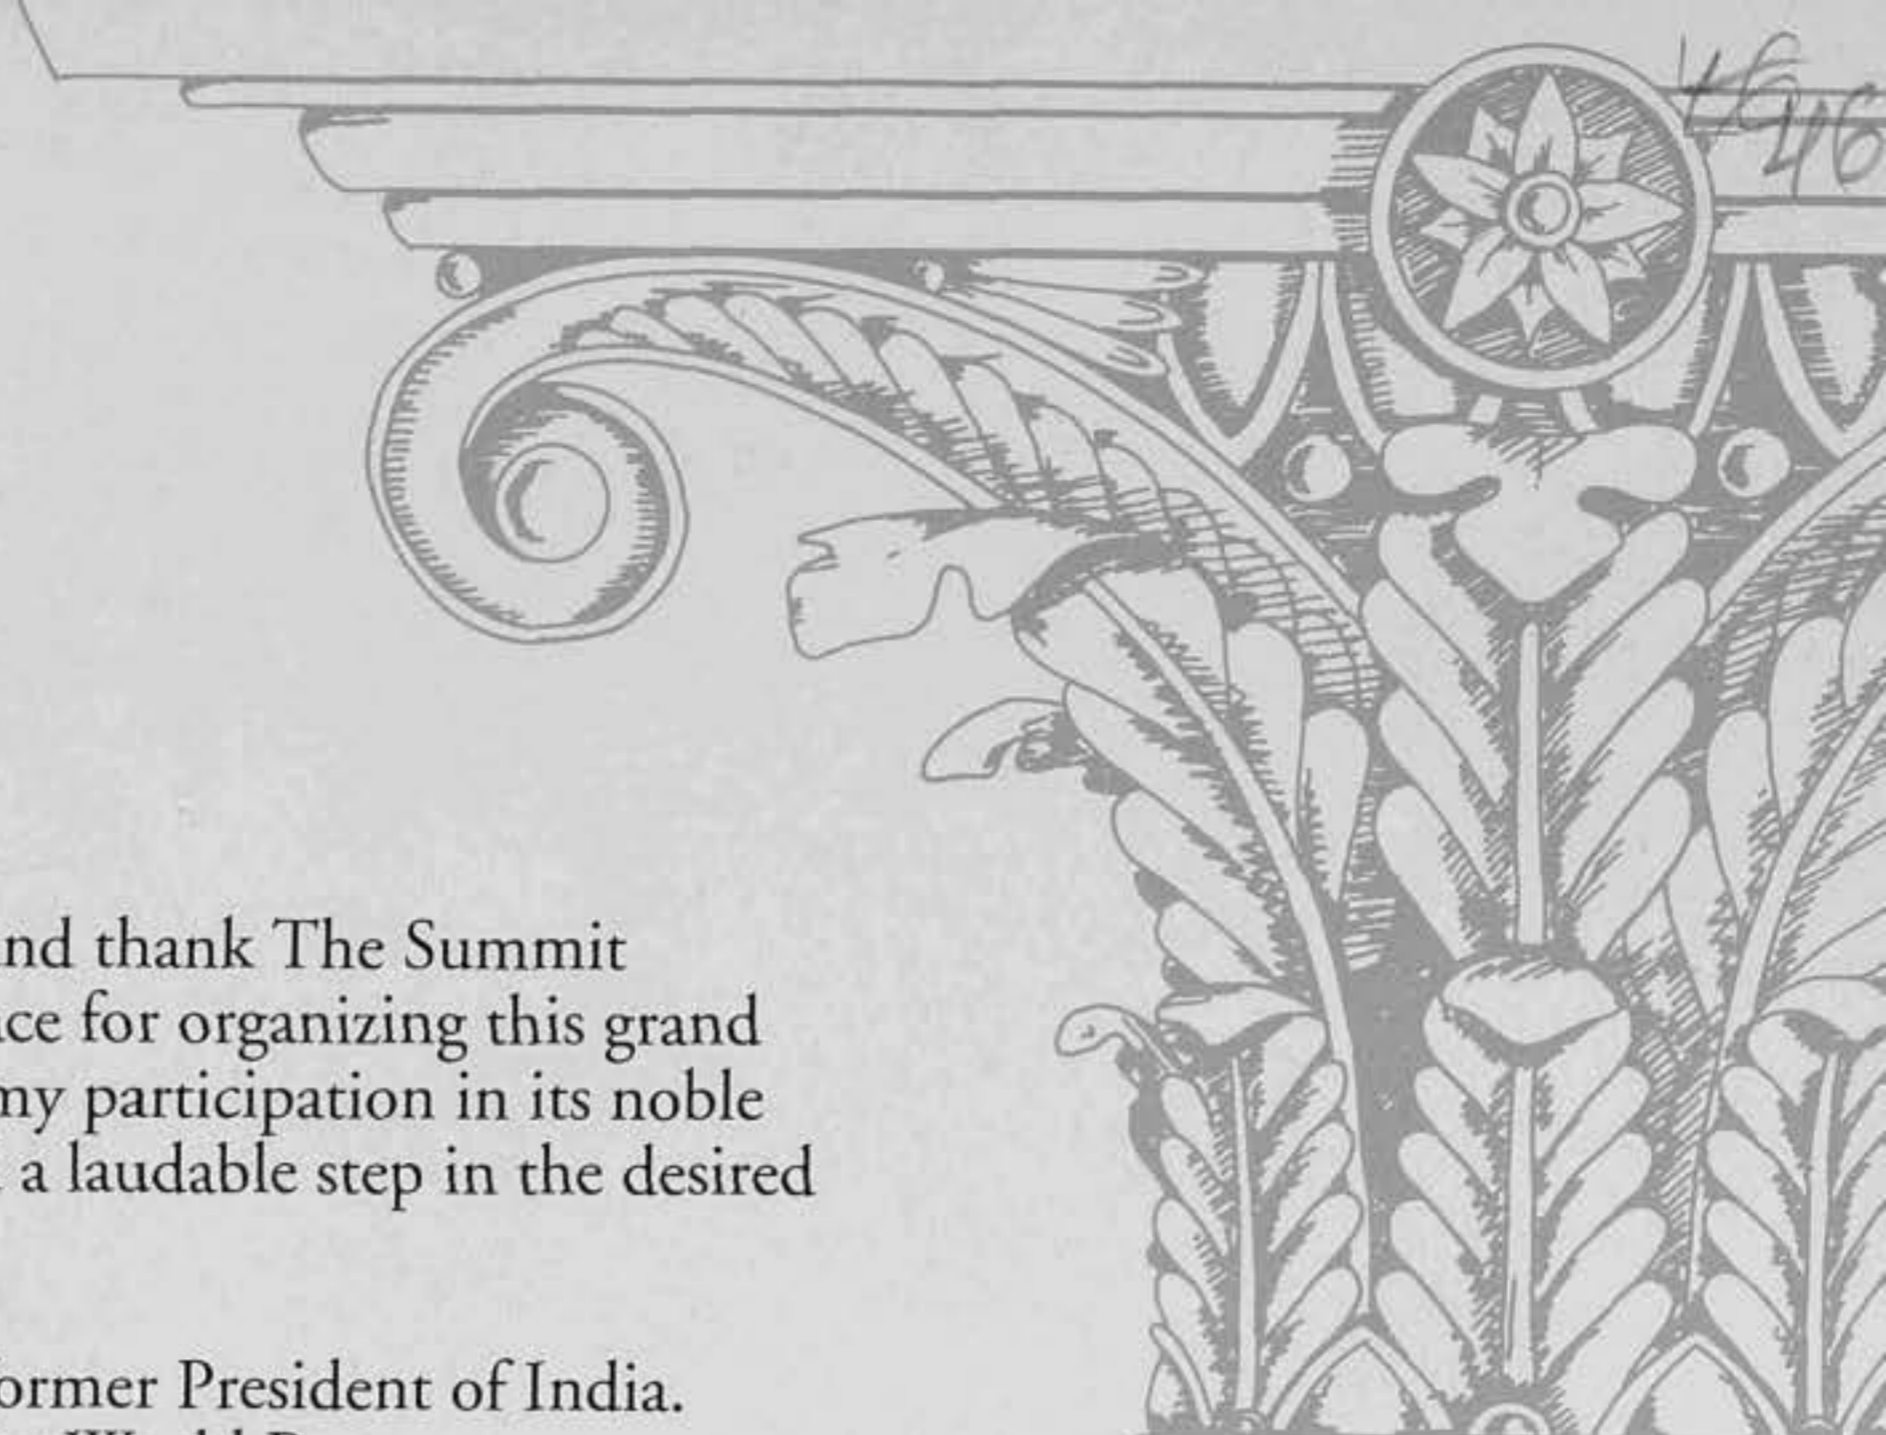 46
nd thank The Summit
ce for organizing this grand
my participation in its noble
a laudable step in the desired
ormer President of India.